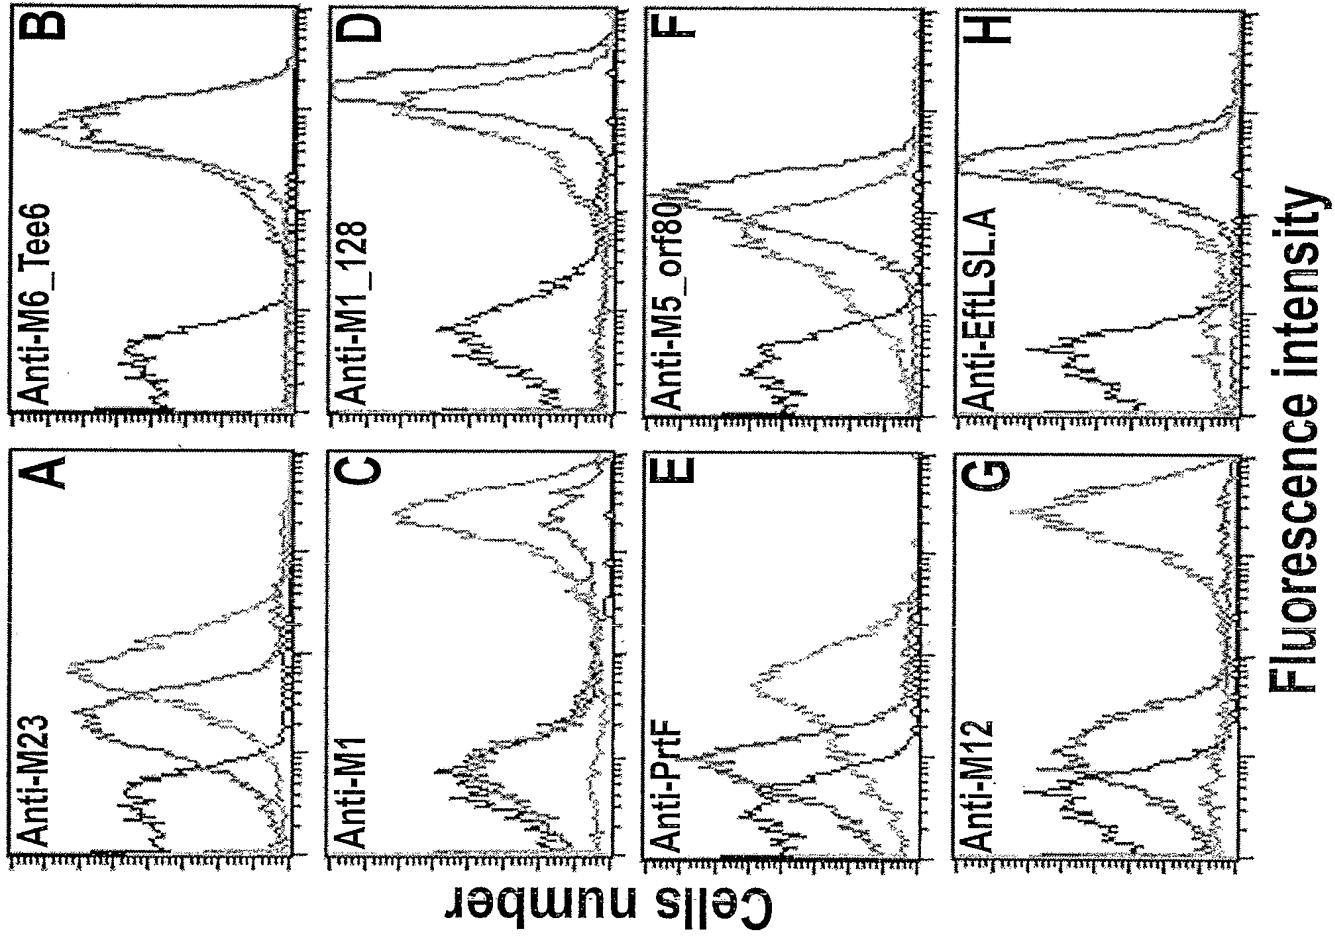 Anti-M23
A
Anti-M6_Tee6
B
Anti-M1
C
Anti-M1_128
D
Anti-PrtF
E
Anti-M5_orf80
F
Anti-M12
G
Anti-EftLSL.A
H
Cells number
Fluorescence intensity